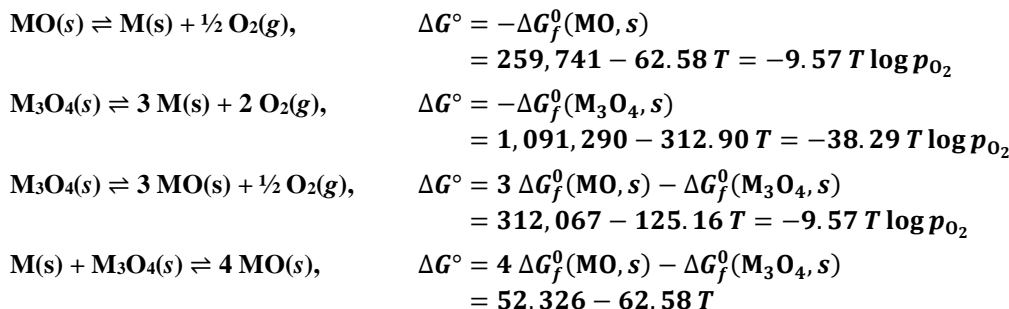 MO(s) ⇌ M(s) + ½ O₂(g), ΔG° = −ΔG_f^0(MO, s)
= 259,741 − 62.58 T = −9.57 T log p_O₂
M₃O₄(s) ⇌ 3 M(s) + 2 O₂(g), ΔG° = −ΔG_f^0(M₃O₄, s)
= 1,091,290 − 312.90 T = −38.29 T log p_O₂
M₃O₄(s) ⇌ 3 MO(s) + ½ O₂(g), ΔG° = 3 ΔG_f^0(MO, s) − ΔG_f^0(M₃O₄, s)
= 312,067 − 125.16 T = −9.57 T log p_O₂
M(s) + M₃O₄(s) ⇌ 4 MO(s), ΔG° = 4 ΔG_f^0(MO, s) − ΔG_f^0(M₃O₄, s)
= 52.326 − 62.58 T